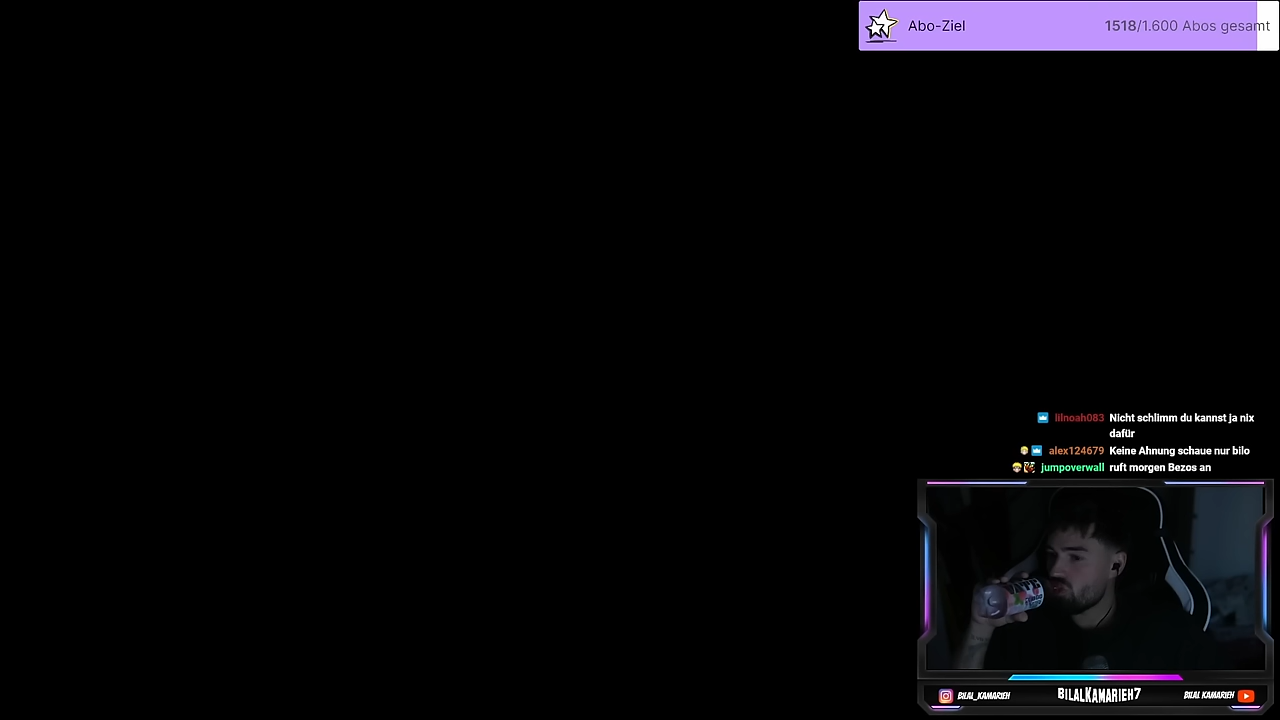 Abo-Ziel
1518/1.600 Abos gesamt
lilnoah083 Nicht schlimm du kannst ja nix
dafür
alex124679 Keine Ahnung schaue nur bilo
jumpoverwall ruft morgen Bezos an
BILAL_KAMARIEH
BILALKAMARIEH7
BILAL KAMARIEH